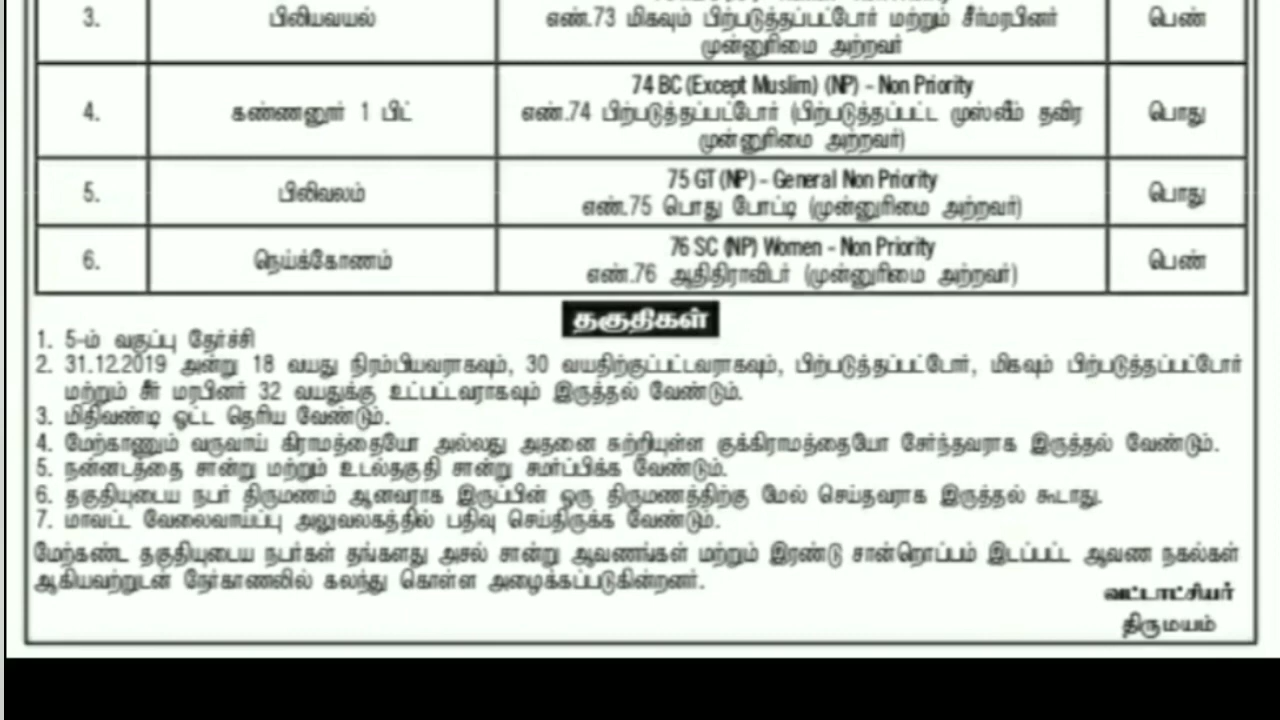 3.
பிலியவயல்
எண்.73 மிகவும் பிற்படுத்தப்பட்டோர் மற்றும் சீர்மரபினர்
முன்னுரிமை அற்றவர்
பெண்
4.
கண்ணனூர் 1 பிட்
74 BC (Except Muslim) (NP) - Non Priority
எண்.74 பிற்படுத்தப்பட்டோர் (பிற்படுத்தப்பட்ட முஸ்லீம் தவிர
முன்னுரிமை அற்றவர்)
பொது
5.
பிலிவலம்
75 GT (NP) - General Non Priority
எண்.75 பொது போட்டி (முன்னுரிமை அற்றவர்)
பொது
6.
நெய்க்கோணம்
76 SC (NP) Women - Non Priority
எண்.76 ஆதிதிராவிடர் (முன்னுரிமை அற்றவர்)
பெண்
தகுதிகள்
1. 5-ம் வகுப்பு தேர்ச்சி
2. 31.12.2019 அன்று 18 வயது நிரம்பியவராகவும், 30 வயதிற்குப்பட்டவராகவும், பிற்படுத்தப்பட்டோர், மிகவும் பிற்படுத்தப்பட்டோர்
மற்றும் சீர் மரபினர் 32 வயதுக்கு உட்பட்டவராகவும் இருத்தல் வேண்டும்.
3. மிதிவண்டி ஓட்ட தெரிய வேண்டும்.
4. மேற்காணும் வருவாய் கிராமத்தையோ அல்லது அதனை சுற்றியுள்ள குக்கிராமத்தையோ சேர்ந்தவராக இருத்தல் வேண்டும்.
5. நன்னடத்தை சான்று மற்றும் உடல்தகுதி சான்று சமர்ப்பிக்க வேண்டும்.
6. தகுதியுடைய நபர் திருமணம் ஆனவராக இருப்பின் ஒரு திருமணத்திற்கு மேல் செய்தவராக இருத்தல் கூடாது.
7. மாவட்ட வேலைவாய்ப்பு அலுவலகத்தில் பதிவு செய்திருக்க வேண்டும்.
மேற்கண்ட தகுதியுடைய நபர்கள் தங்களது அசல் சான்று ஆவணங்கள் மற்றும் இரண்டு சான்றொப்பம் இடப்பட்ட ஆவண நகல்கள்
ஆகியவற்றுடன் நேர்காணலில் கலந்து கொள்ள அழைக்கப்படுகின்றனர்.
வட்டாட்சியர்
திருமயம்